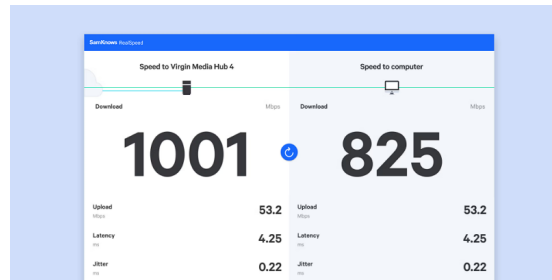 SamKnows RealSpeed
Speed to Virgin Media Hub 4
Download
Mbps
1001
Upload
53.2
Mbps
Latency
4.25
ms
Jitter
0.22
ms
Speed to computer
Download
Mbps
825
Upload
53.2
Mbps
Latency
4.25
ms
Jitter
0.22
ms